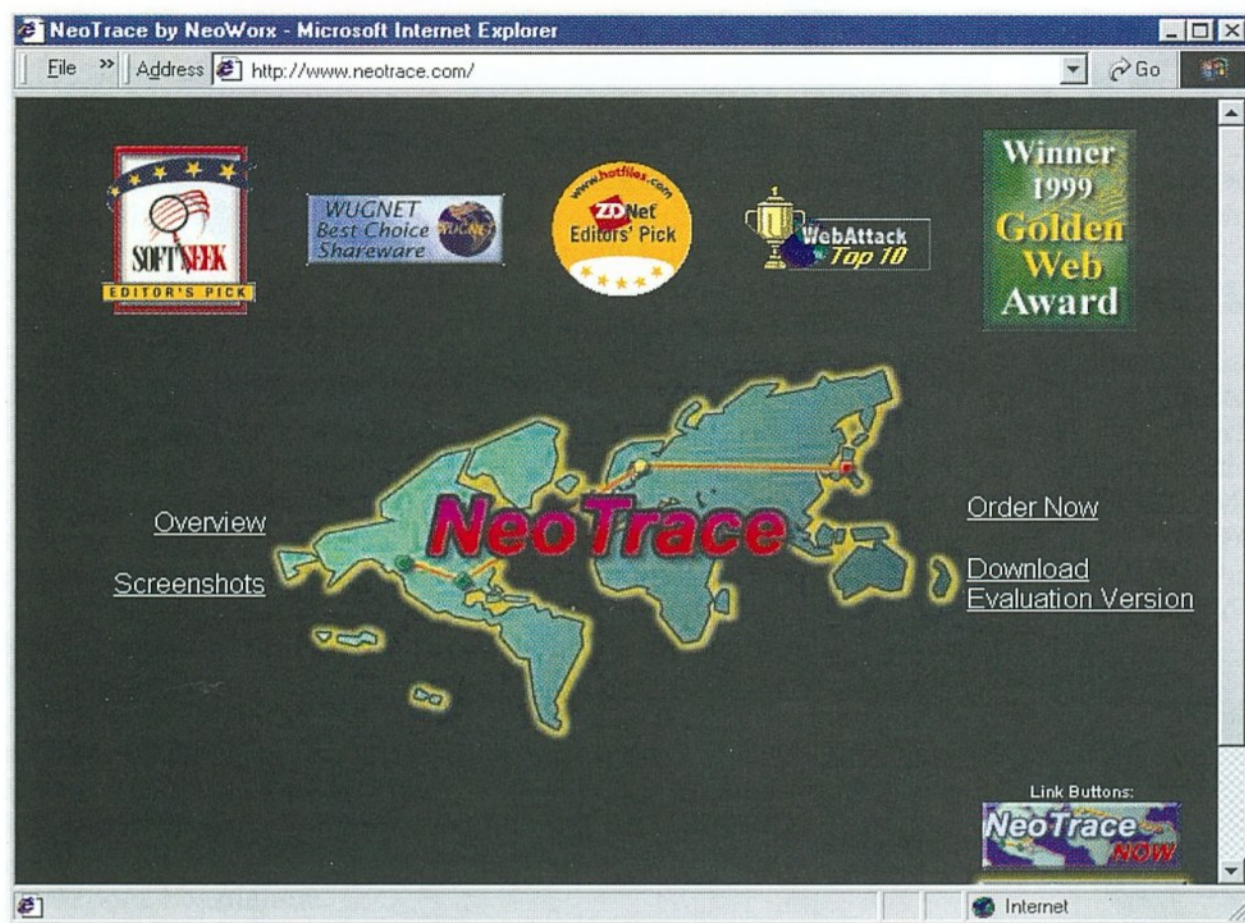 NeoTrace by NeoWorx - Microsoft Internet Explorer
File » Address http://www.neotrace.com/ Go
SOFTSEEK
EDITOR'S PICK
WUGNET
Best Choice
Shareware
WUGNET
www.hotfiles.com
ZDNet
Editors' Pick
WebAttack
Top 10
Winner
1999
Golden
Web
Award
NeoTrace
Overview
Screenshots
Order Now
Download
Evaluation Version
Link Buttons:
NeoTrace
NOW
Internet